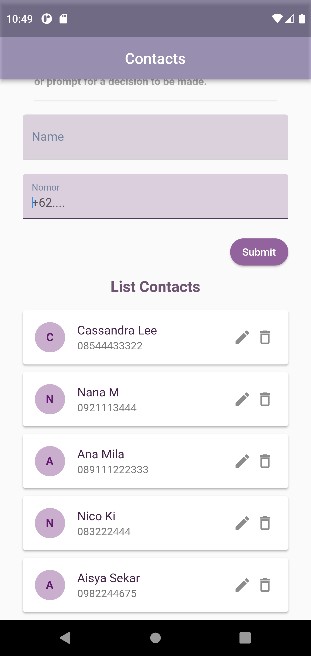 10:49
Contacts
or prompt for a decision to be made.
Name
Nomor
+62....
Submit
List Contacts
C
Cassandra Lee
08544433322
N
Nana M
0921113444
A
Ana Mila
089111222333
N
Nico Ki
083222444
A
Aisya Sekar
0982244675